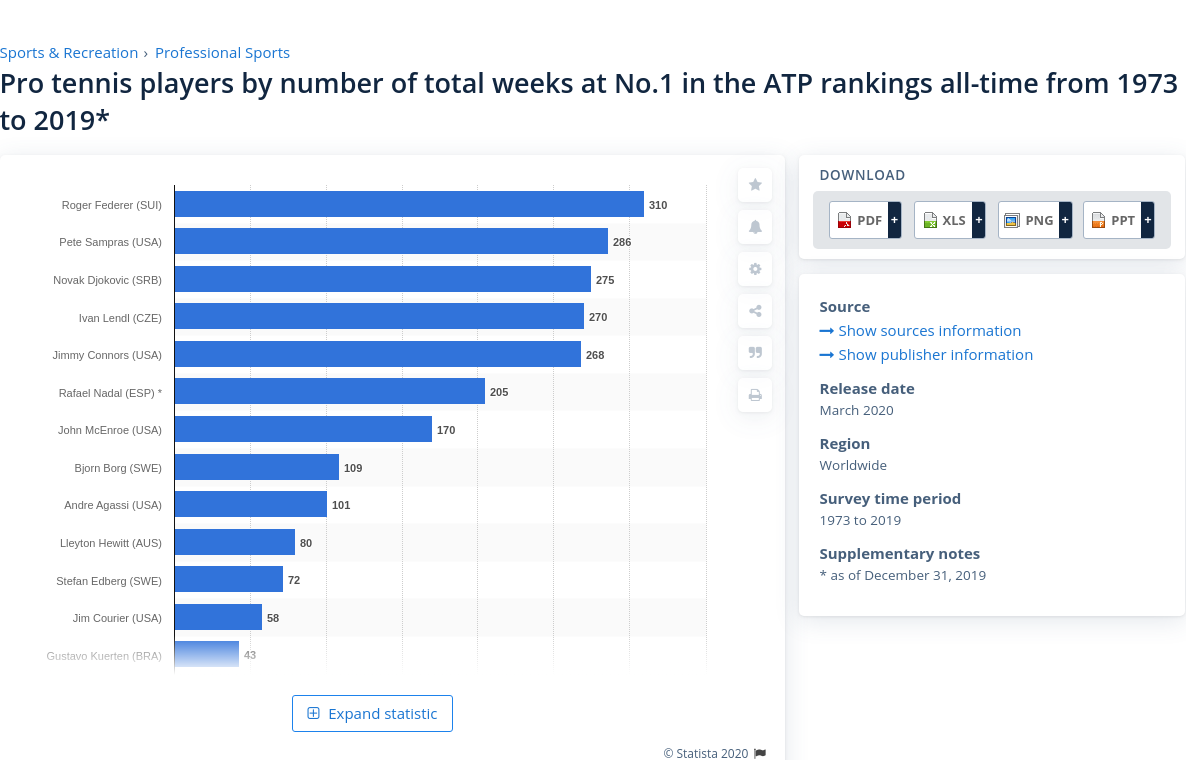 Sports & Recreation › Professional Sports
Pro tennis players by number of total weeks at No.1 in the ATP rankings all-time from 1973
to 2019*
Roger Federer (SUI) 310
Pete Sampras (USA) 286
Novak Djokovic (SRB) 275
Ivan Lendl (CZE) 270
Jimmy Connors (USA) 268
Rafael Nadal (ESP) * 205
John McEnroe (USA) 170
Bjorn Borg (SWE) 109
Andre Agassi (USA) 101
Lleyton Hewitt (AUS) 80
Stefan Edberg (SWE) 72
Jim Courier (USA) 58
Gustavo Kuerten (BRA) 43
Expand statistic
© Statista 2020
DOWNLOAD
PDF + XLS + PNG + PPT +
Source
Show sources information
Show publisher information
Release date
March 2020
Region
Worldwide
Survey time period
1973 to 2019
Supplementary notes
* as of December 31, 2019